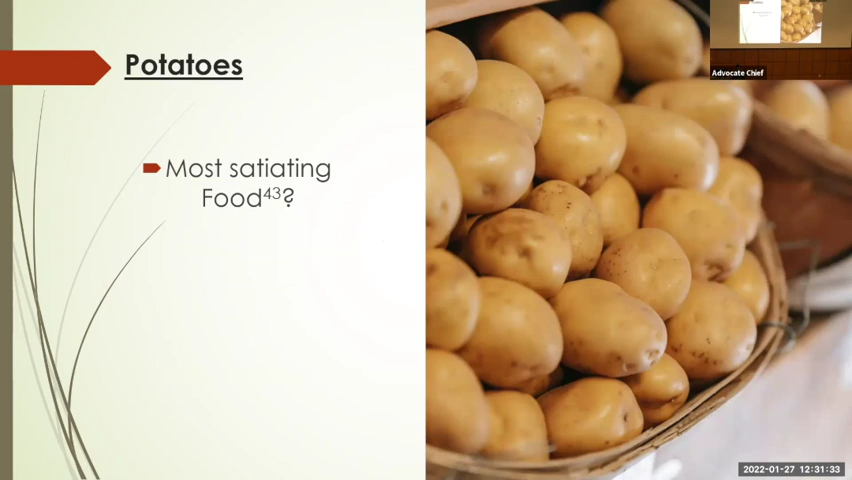 Potatoes
Most satiating
Food⁴³?
Advocate Chief
2022-01-27 12:31:33